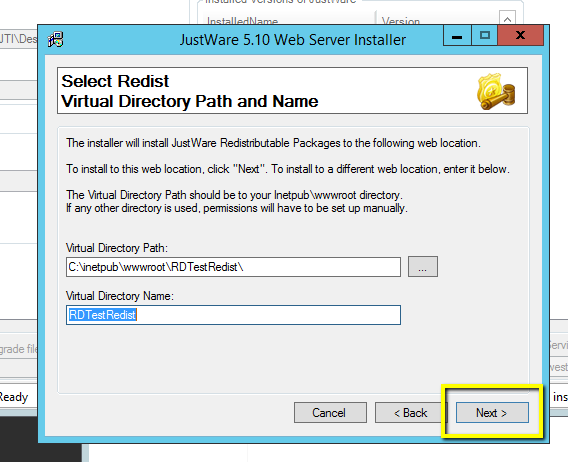 Installed Versions of JustWare
InstalledName Version
JTI\Des
JustWare 5.10 Web Server Installer
Select Redist
Virtual Directory Path and Name
The installer will install JustWare Redistributable Packages to the following web location.
To install to this web location, click "Next". To install to a different web location, enter it below.
The Virtual Directory Path should be to your Inetpub\wwwroot directory.
If any other directory is used, permissions will have to be set up manually.
Virtual Directory Path:
C:\inetpub\wwwroot\RDTestRedist\
...
Virtual Directory Name:
RDTestRedist
grade file
Servi
west
Ready
ins
Cancel
< Back
Next >